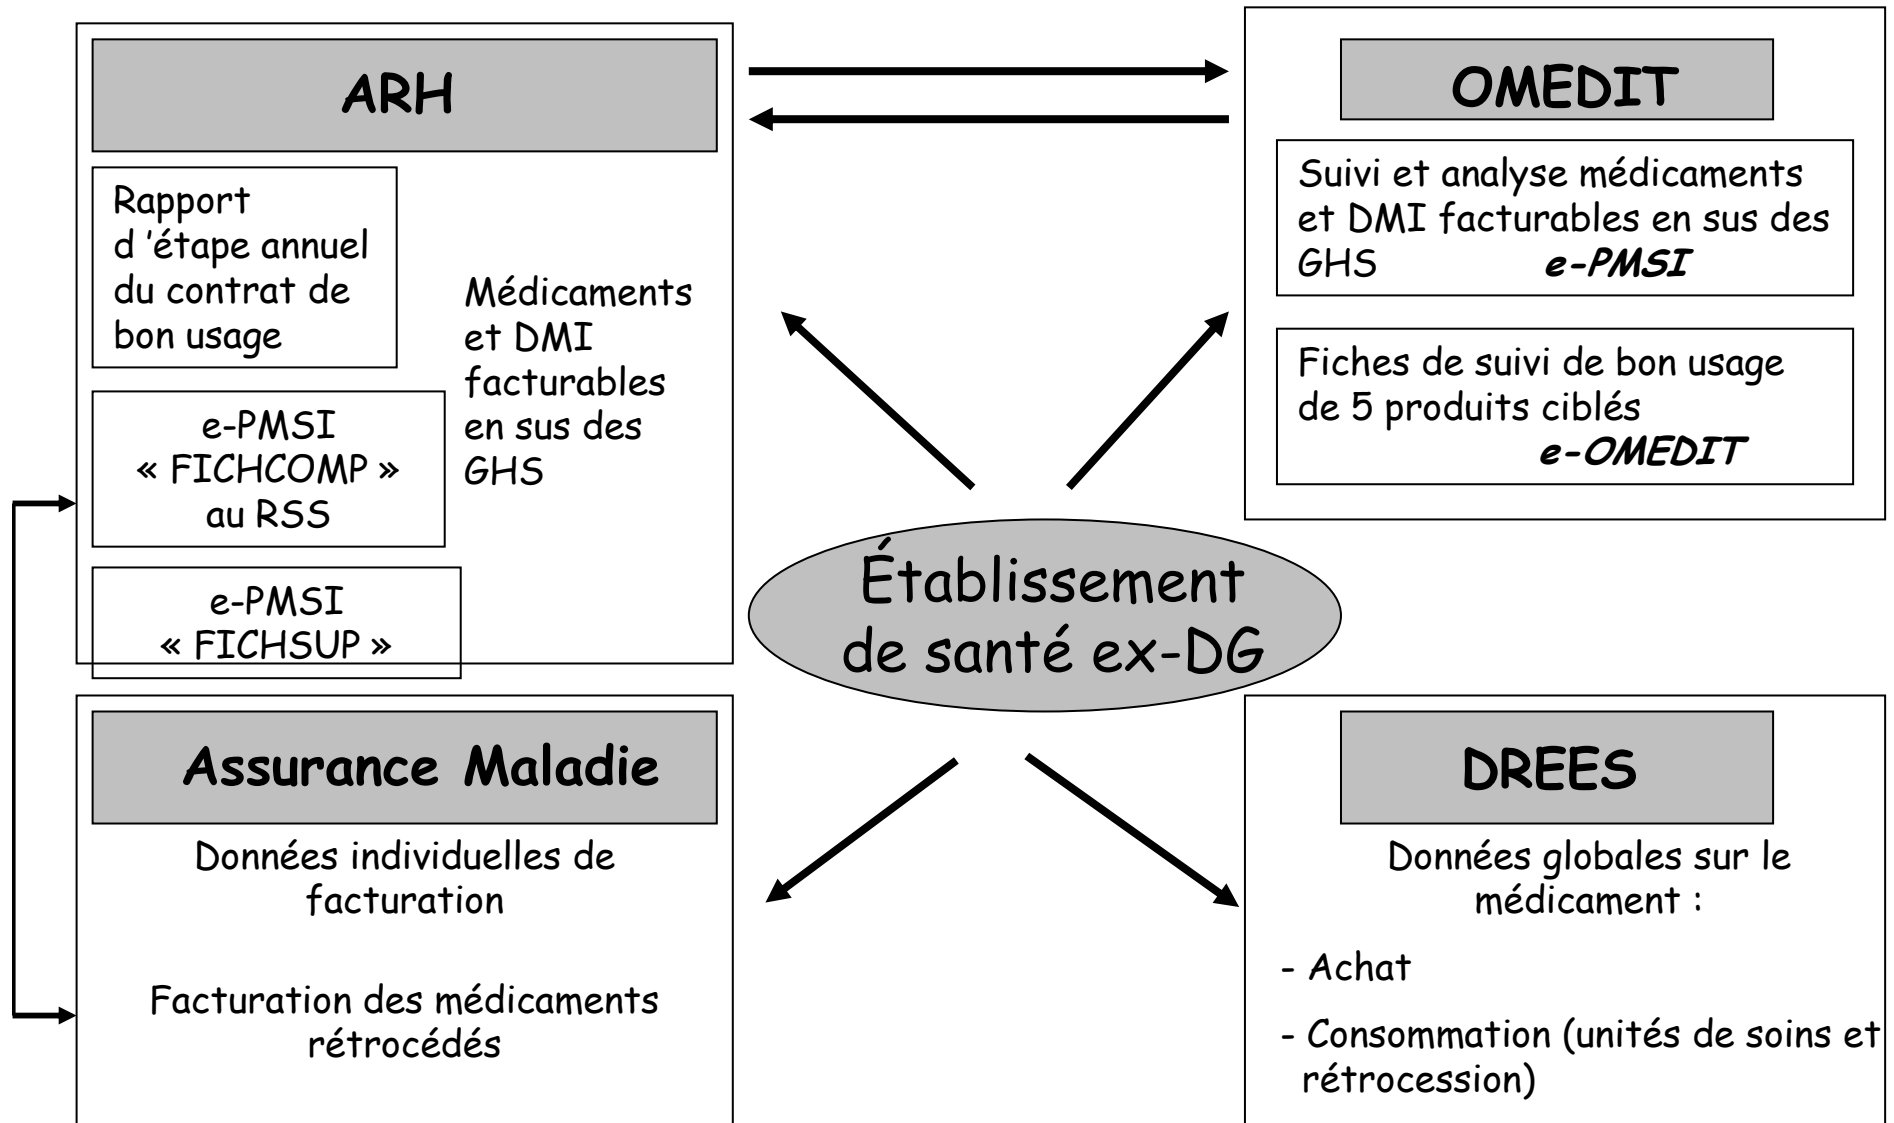 ARH
Rapport
d ’étape annuel
du contrat de
bon usage
e-PMSI
« FICHCOMP »
au RSS
e-PMSI
« FICHSUP »
Médicaments
et DMI
facturables
en sus des
GHS
OMEDIT
Suivi et analyse médicaments
et DMI facturables en sus des
GHS e-PMSI
Fiches de suivi de bon usage
de 5 produits ciblés
e-OMEDIT
Établissement
de santé ex-DG
Assurance Maladie
Données individuelles de
facturation
Facturation des médicaments
rétrocédés
DREES
Données globales sur le
médicament :
- Achat
- Consommation (unités de soins et
rétrocession)